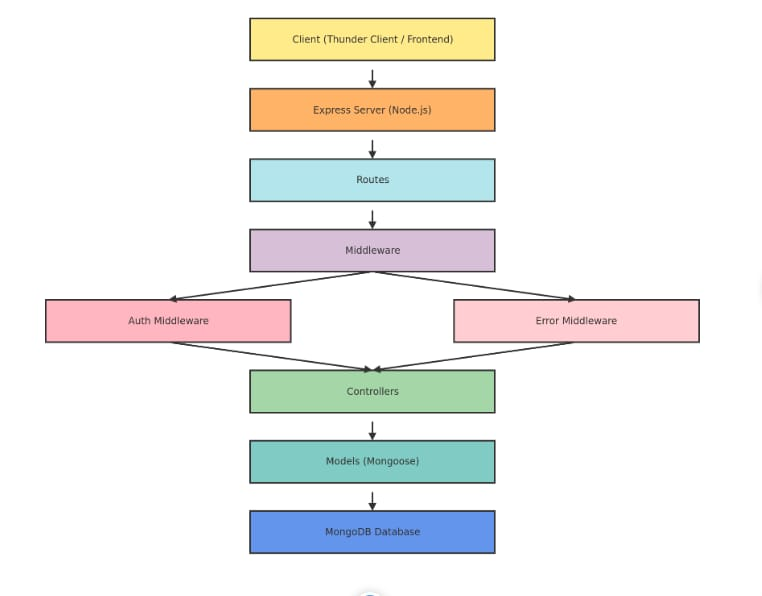 Client (Thunder Client / Frontend)
Express Server (Node.js)
Routes
Middleware
Auth Middleware
Error Middleware
Controllers
Models (Mongoose)
MongoDB Database